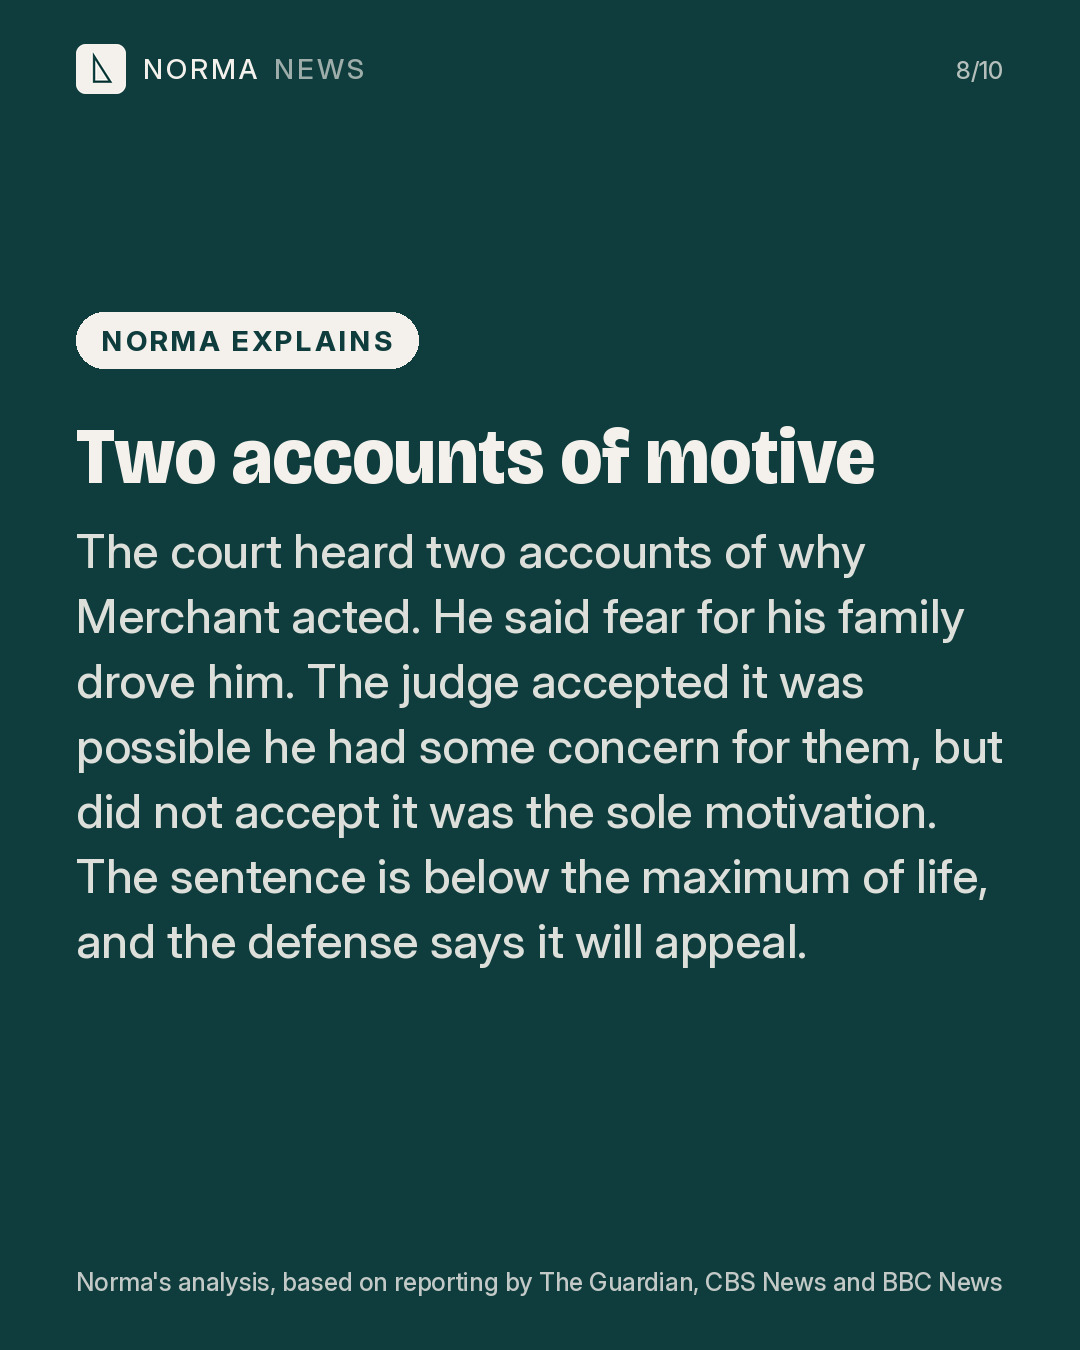 NORMA NEWS
8/10
NORMA EXPLAINS
Two accounts of motive
The court heard two accounts of why
Merchant acted. He said fear for his family
drove him. The judge accepted it was
possible he had some concern for them, but
did not accept it was the sole motivation.
The sentence is below the maximum of life,
and the defense says it will appeal.
Norma's analysis, based on reporting by The Guardian, CBS News and BBC News